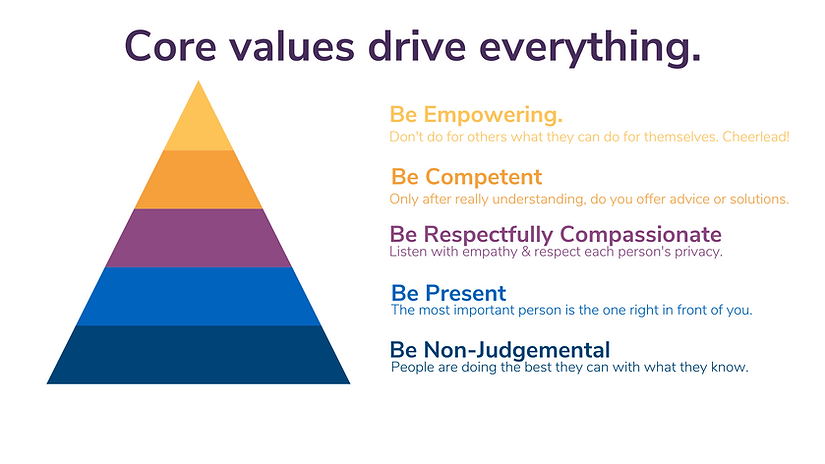 Core values drive everything.
Be Empowering.
Don't do for others what they can do for themselves. Cheerlead!
Be Competent
Only after really understanding, do you offer advice or solutions.
Be Respectfully Compassionate
Listen with empathy & respect each person's privacy.
Be Present
The most important person is the one right in front of you.
Be Non-Judgemental
People are doing the best they can with what they know.